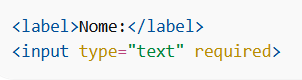 <label>Nome:</label>
<input type="text" required>